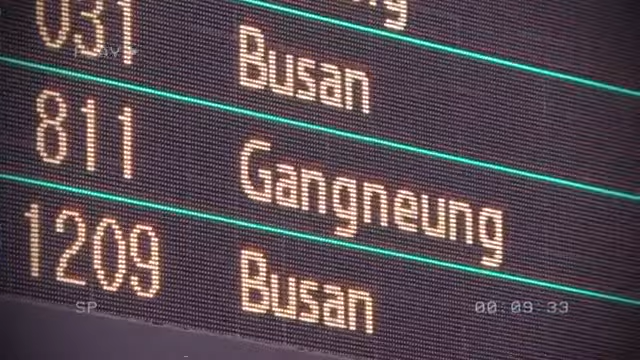 031 Busan
811 Gangneung
1209 Busan
SP 00:09:33